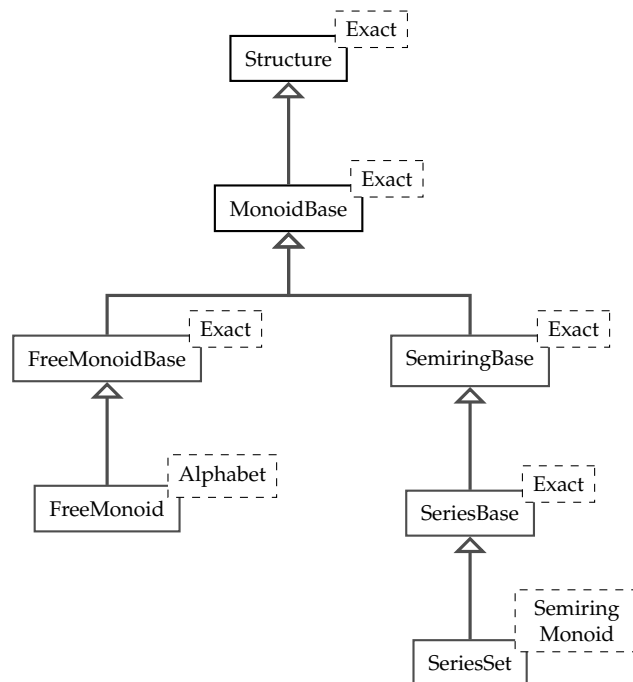 Exact
Structure
Exact
MonoidBase
Exact
FreeMonoidBase
Exact
SemiringBase
Alphabet
FreeMonoid
Exact
SeriesBase
Semiring
Monoid
SeriesSet